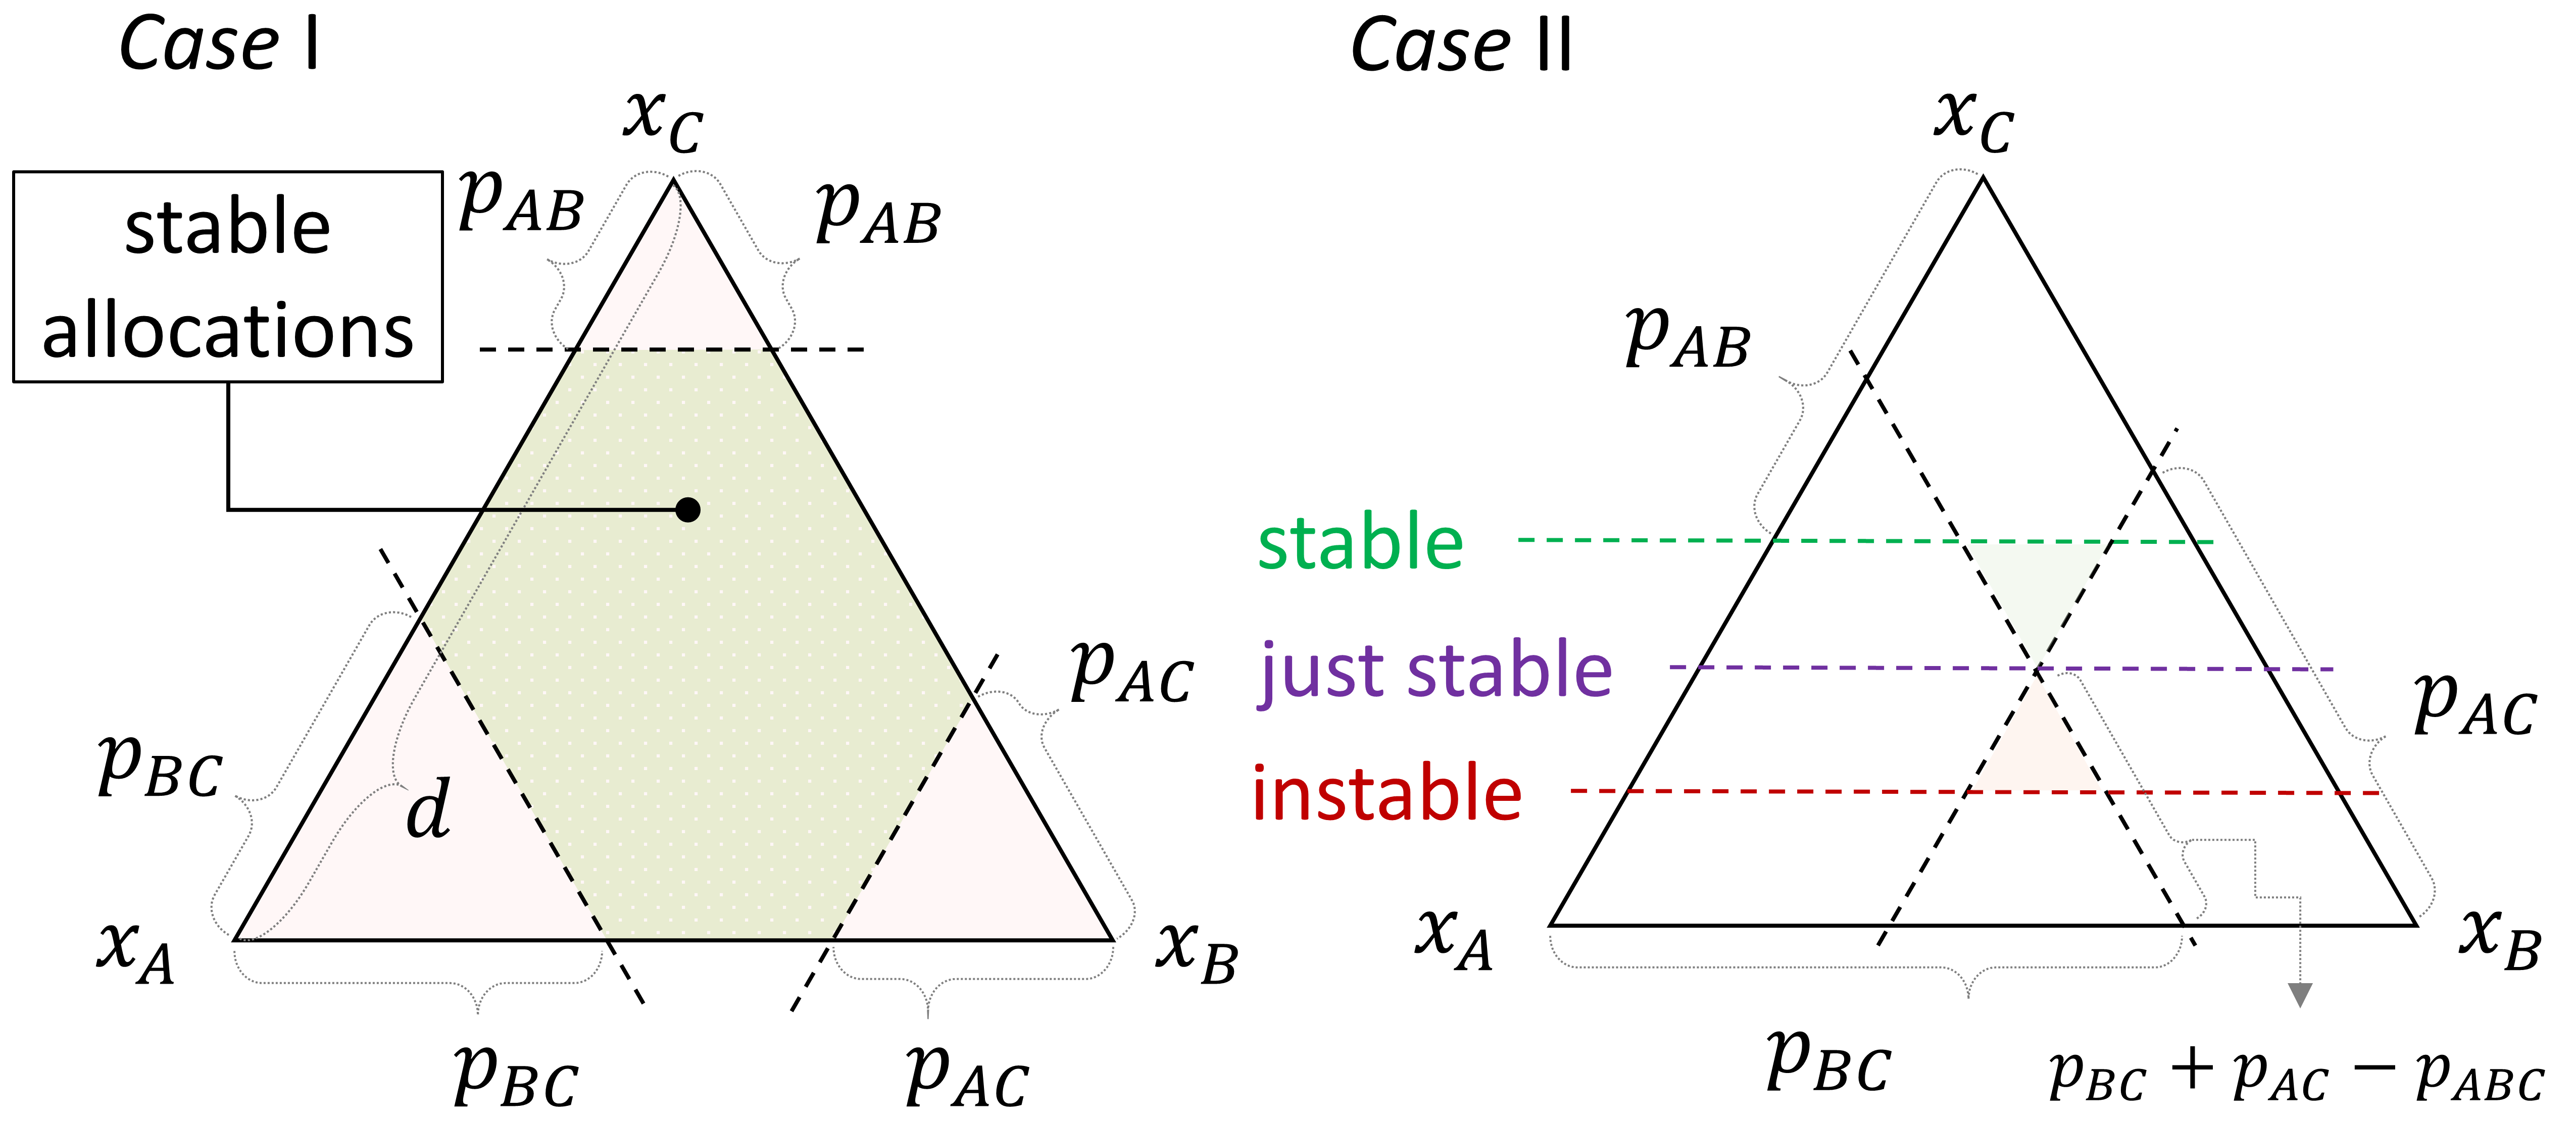 Case I
Case II
x_C
x_C
p_AB
p_AB
stable
allocations
p_AB
stable
p_AC
just stable
p_AC
p_BC
instable
d
x_A
x_B
x_A
x_B
p_BC
p_AC
p_BC
p_BC + p_AC − p_ABC